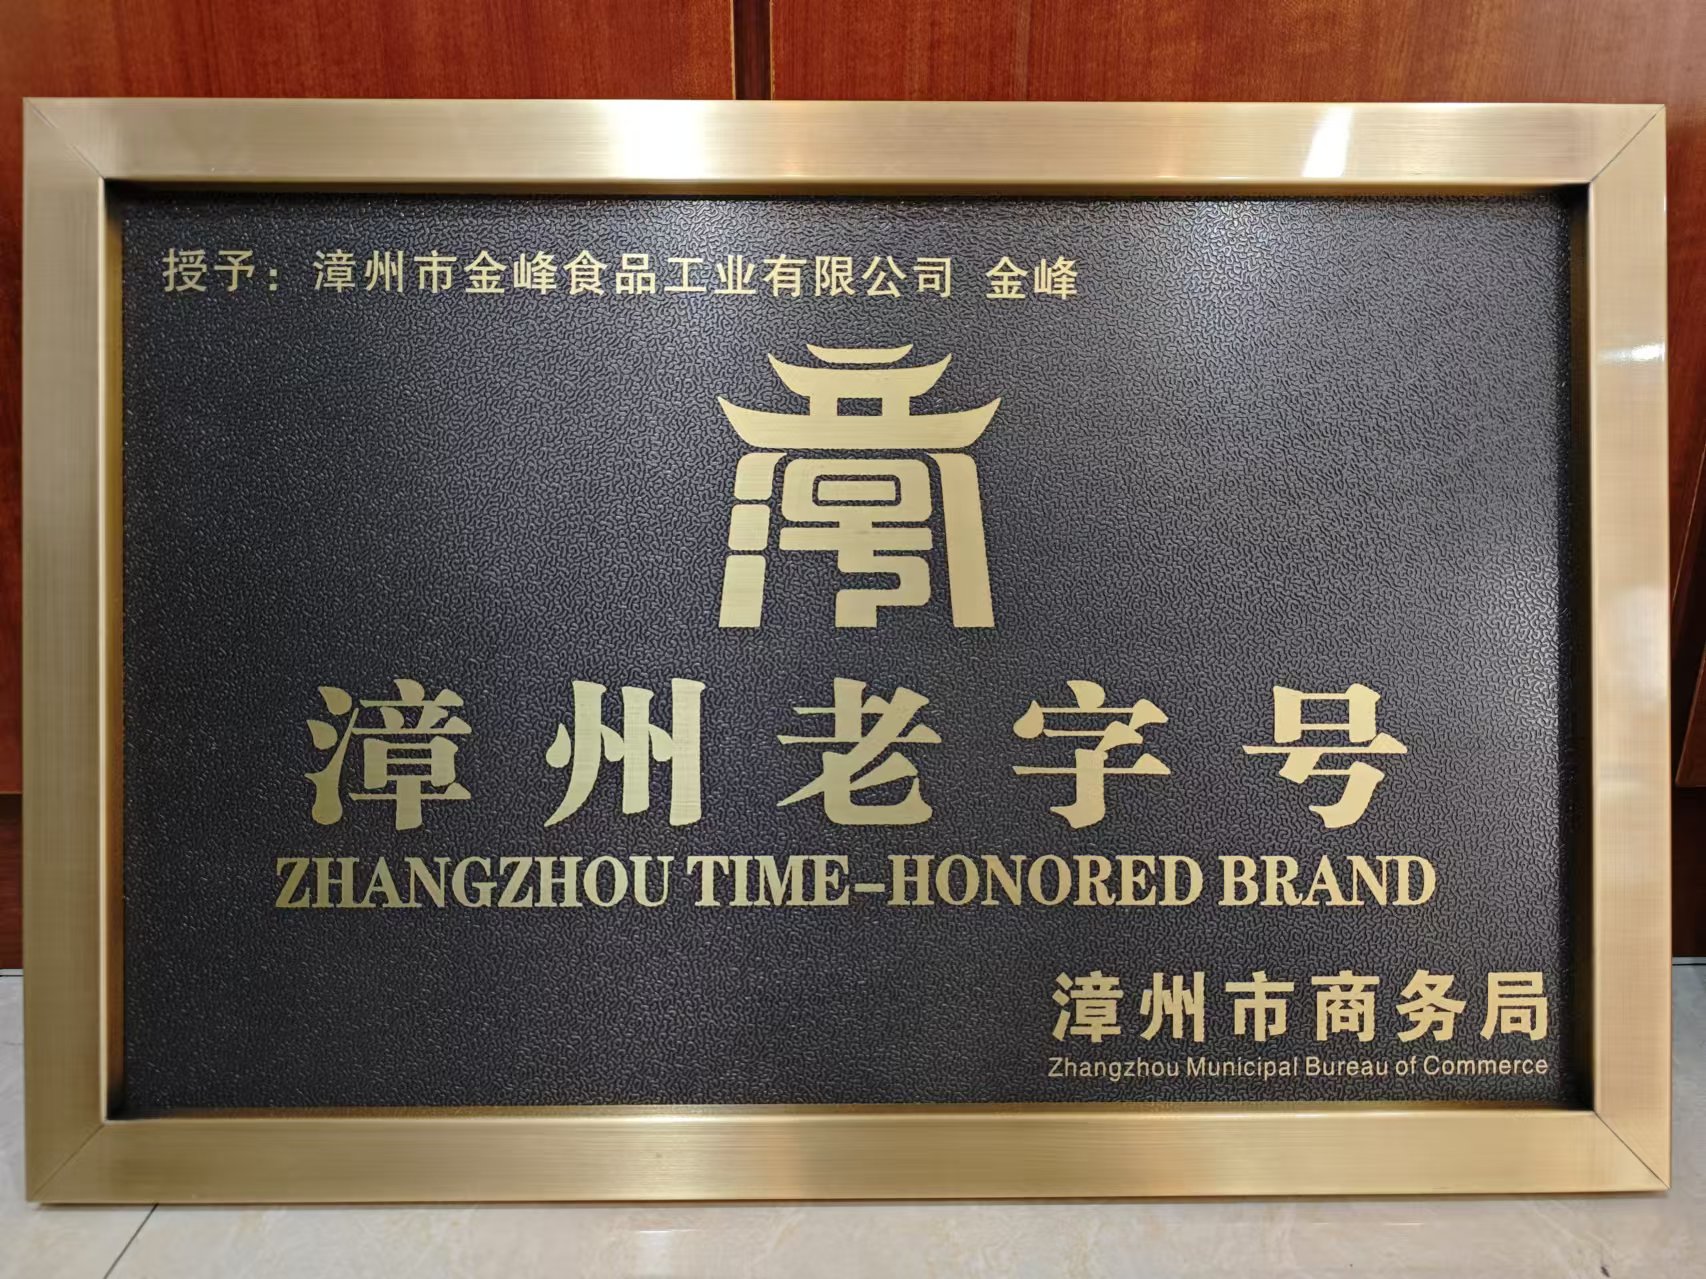 授予：漳州市金峰食品工业有限公司 金峰
漳州老字号
ZHANGZHOU TIME-HONORED BRAND
漳州市商务局
Zhangzhou Municipal Bureau of Commerce